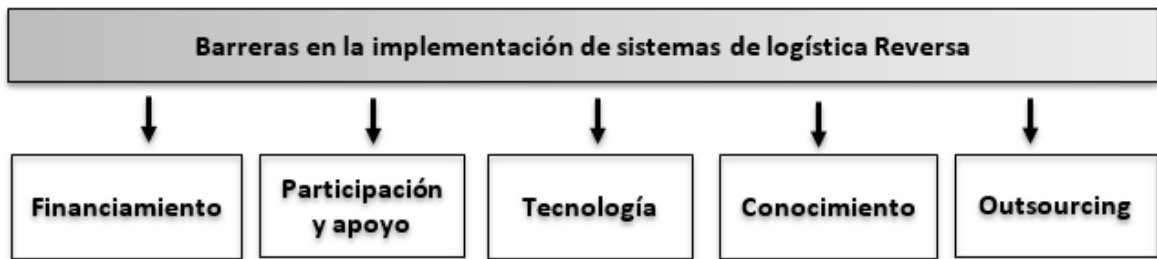 Barreras en la implementación de sistemas de logística Reversa
Financiamiento
Participación
y apoyo
Tecnología
Conocimiento
Outsourcing